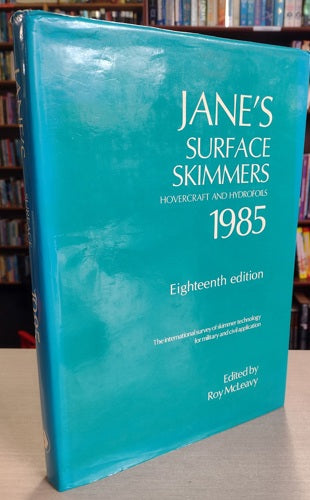 JANE'S
SURFACE
SKIMMERS
HOVERCRAFT AND HYDROFOILS
1985
Eighteenth edition
The international survey of skimmer technology
for military and civil application
Edited by
Roy McLeavy